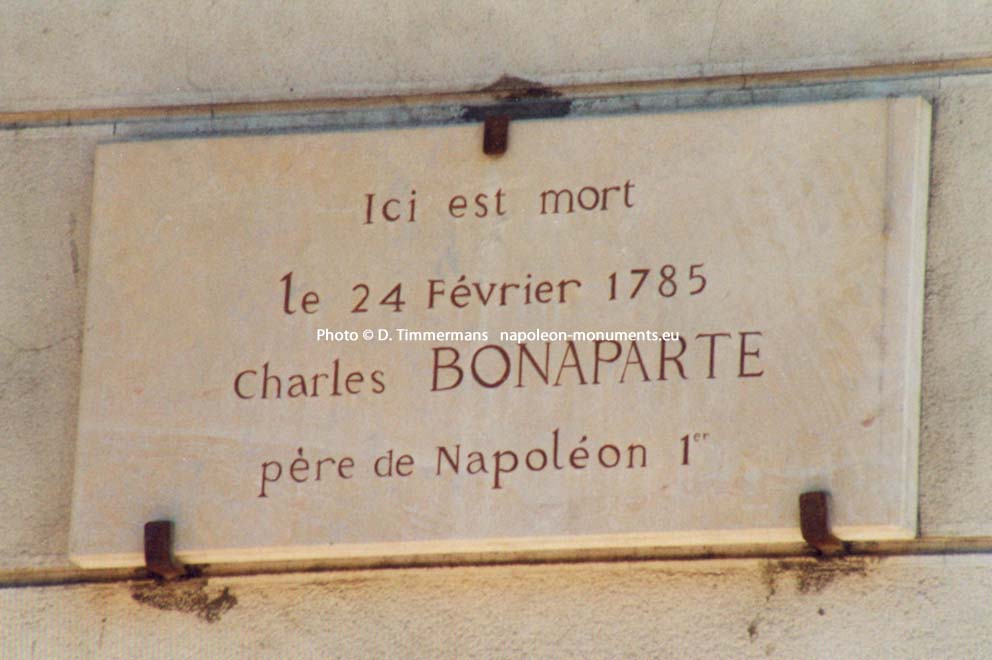 Ici est mort
le 24 Février 1785
Photo © D. Timmermans napoleon-monuments.eu
Charles BONAPARTE
père de Napoléon 1er